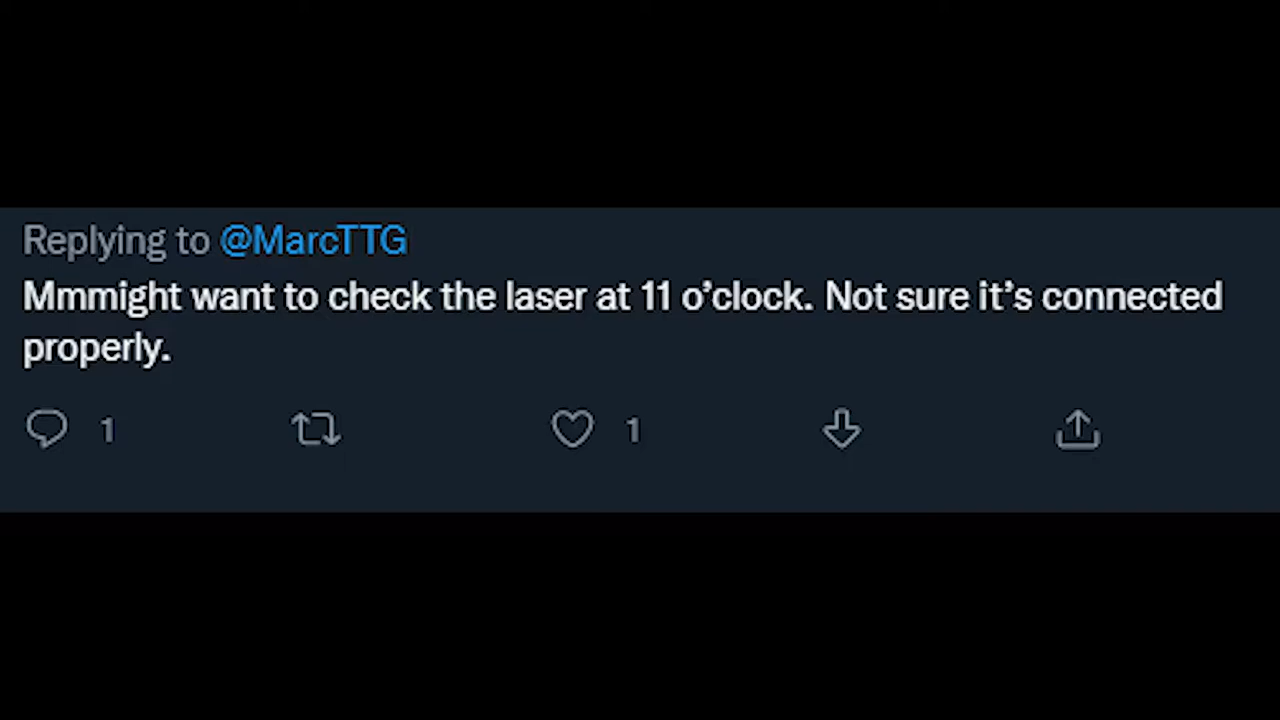 Replying to @MarcTTG
Mmmight want to check the laser at 11 o’clock. Not sure it’s connected
properly.
1 1